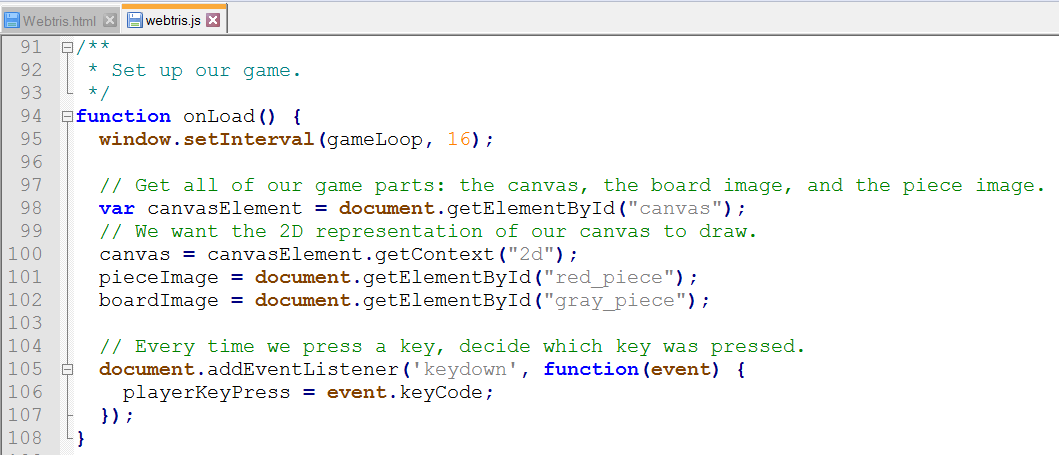 Webtris.html webtris.js
91 /**
92  * Set up our game.
93  */
94 function onLoad() {
95   window.setInterval(gameLoop, 16);
96
97   // Get all of our game parts: the canvas, the board image, and the piece image.
98   var canvasElement = document.getElementById("canvas");
99   // We want the 2D representation of our canvas to draw.
100   canvas = canvasElement.getContext("2d");
101   pieceImage = document.getElementById("red_piece");
102   boardImage = document.getElementById("gray_piece");
103
104   // Every time we press a key, decide which key was pressed.
105   document.addEventListener('keydown', function(event) {
106     playerKeyPress = event.keyCode;
107   });
108 }